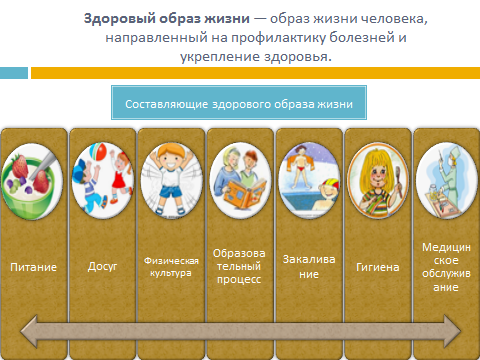 Здоровый образ жизни — образ жизни человека,
направленный на профилактику болезней и
укрепление здоровья.
Составляющие здорового образа жизни
Питание
Досуг
Физическая
культура
Образова
тельный
процесс
Закалива
ние
Гигиена
Медицин
ское
обслужив
ание